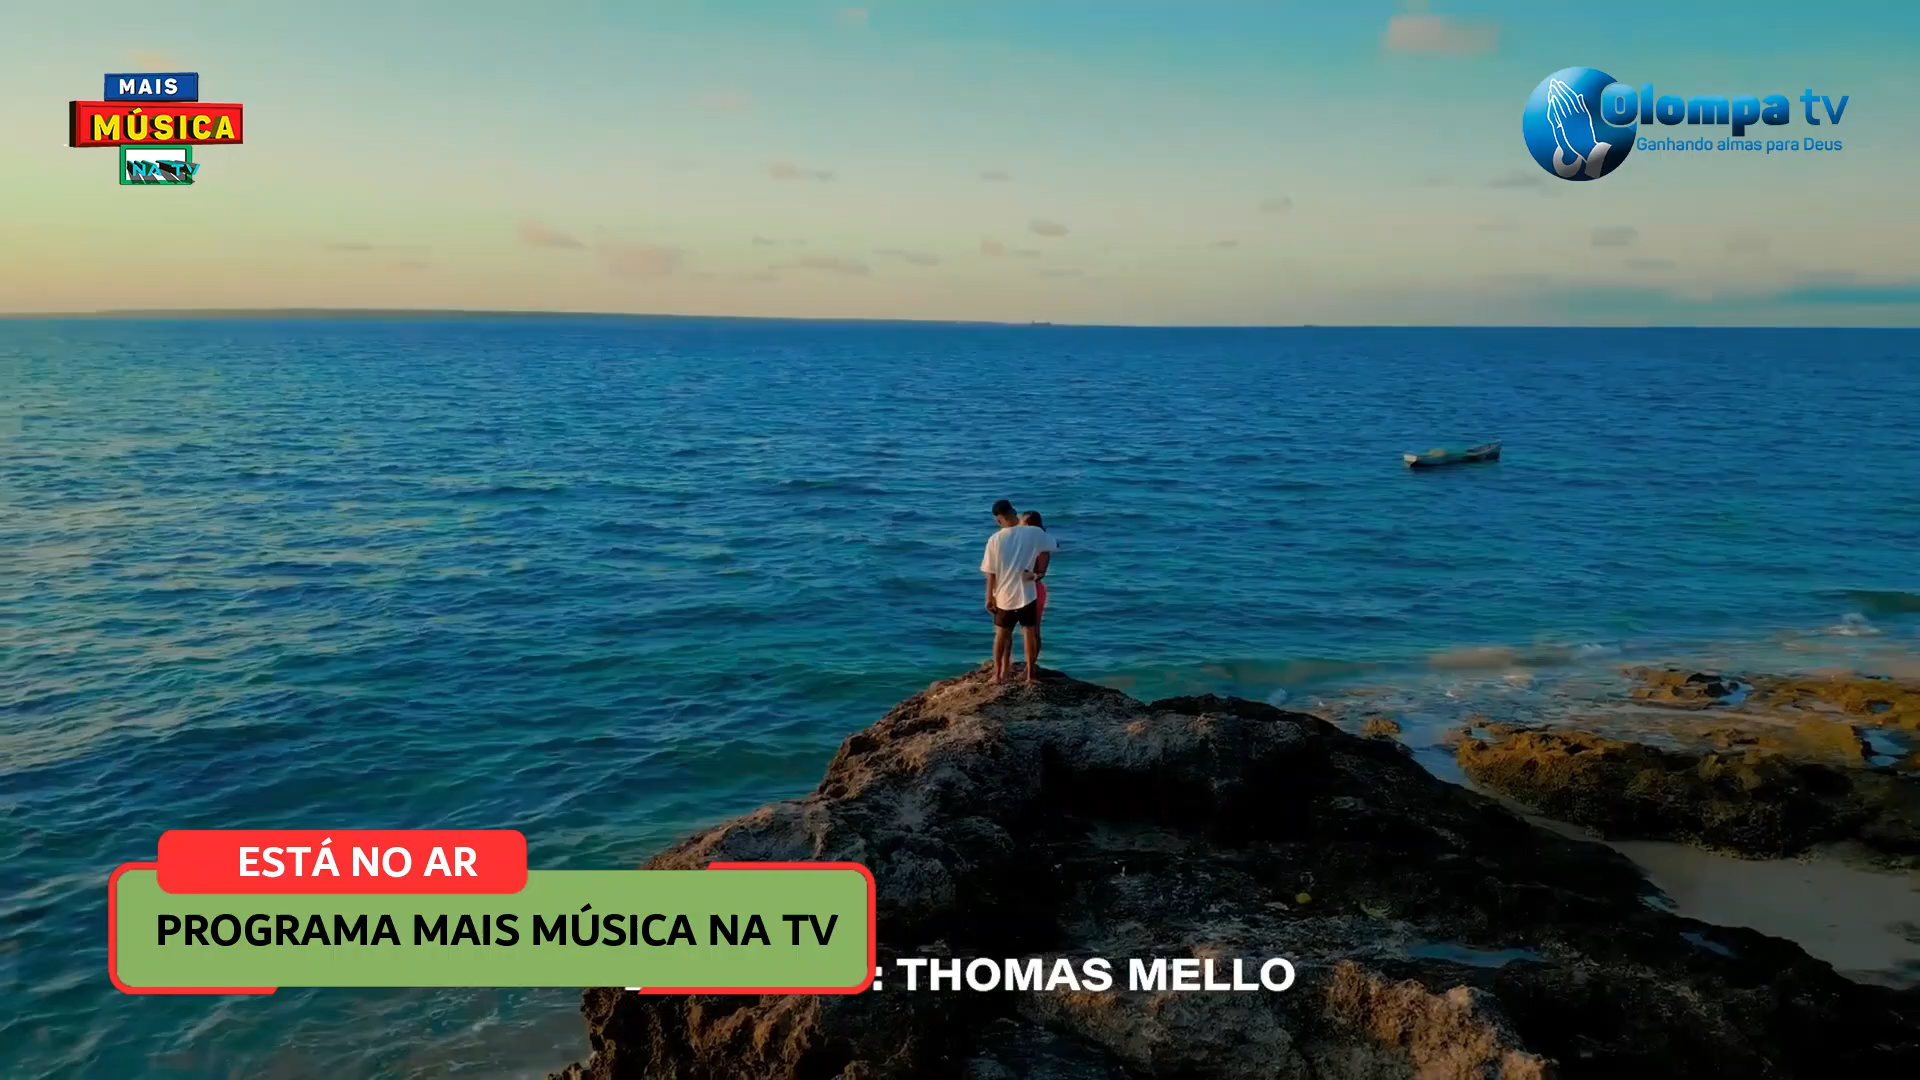 MAIS
MÚSICA
NA TV
Olompa tv
Ganhando almas para Deus
ESTÁ NO AR
PROGRAMA MAIS MÚSICA NA TV
: THOMAS MELLO